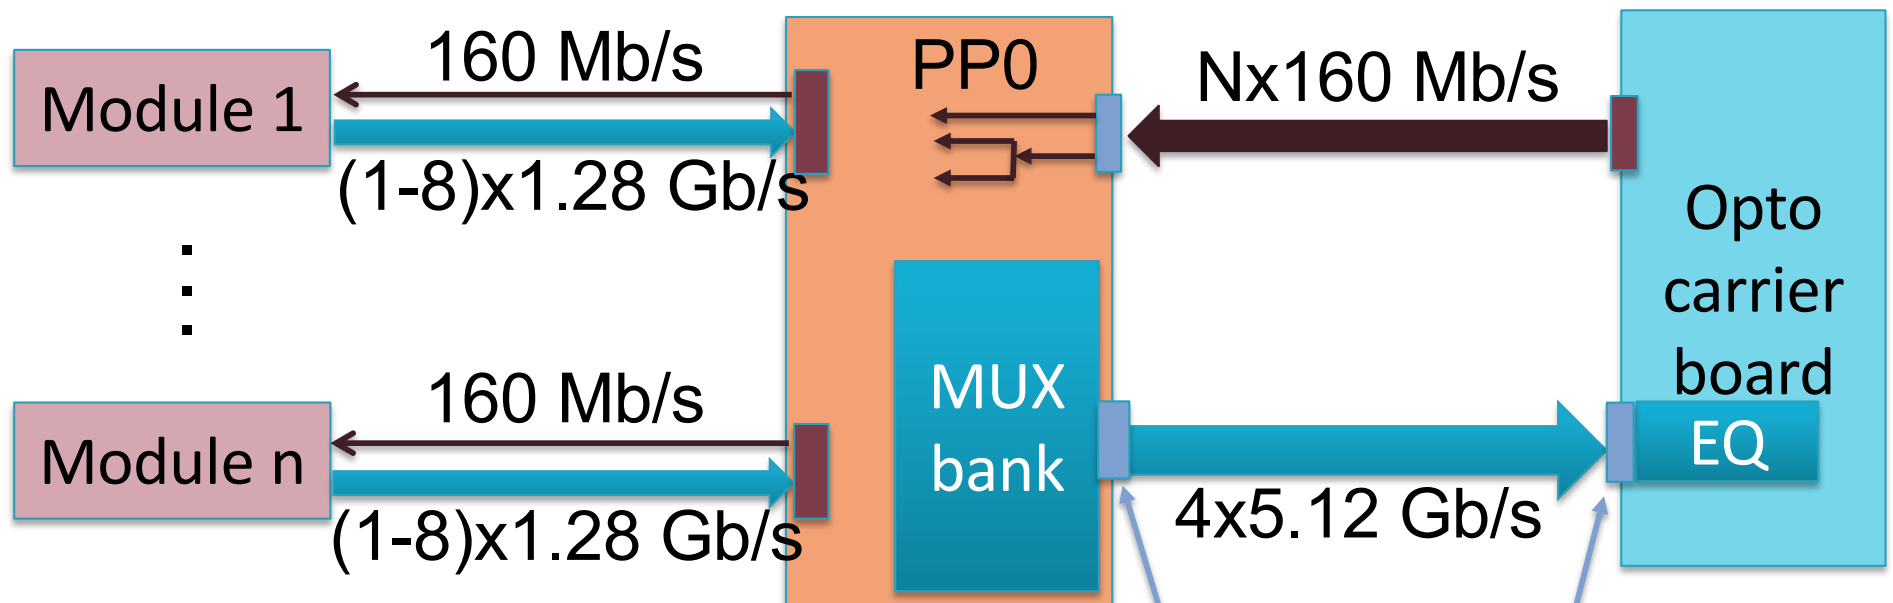 160 Mb/s
PP0
Nx160 Mb/s
Module 1
(1-8)x1.28 Gb/s
Opto
carrier
board
160 Mb/s
MUX
bank
EQ
Module n
4x5.12 Gb/s
(1-8)x1.28 Gb/s